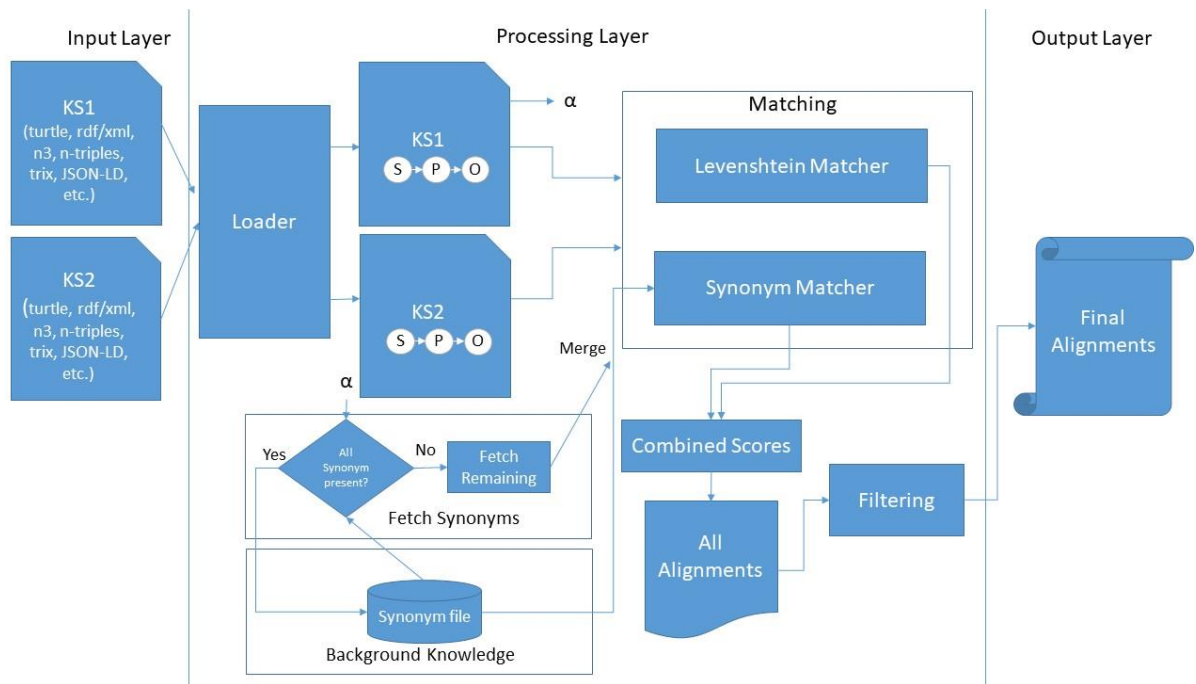 Input Layer
Processing Layer
Output Layer
KS1
(turtle, rdf/xml,
n3, n-triples,
trix, JSON-LD,
etc.)
KS2
(turtle, rdf/xml,
n3, n-triples,
trix, JSON-LD,
etc.)
Loader
KS1
S P O
α
KS2
S P O
Matching
Levenshtein Matcher
Synonym Matcher
Merge
α
Yes
All
Synonym
present?
No
Fetch
Remaining
Fetch Synonyms
Synonym file
Background Knowledge
Combined Scores
All
Alignments
Filtering
Final
Alignments